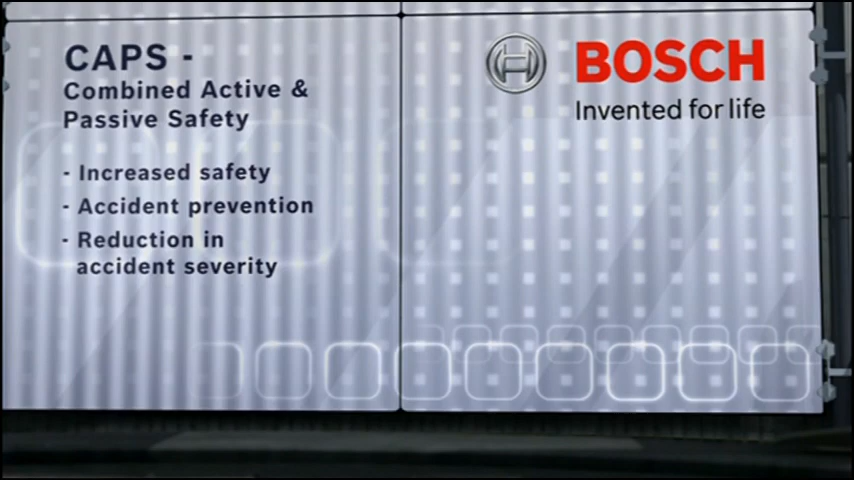 CAPS -
Combined Active &
Passive Safety
- Increased safety
- Accident prevention
- Reduction in
accident severity
BOSCH
Invented for life